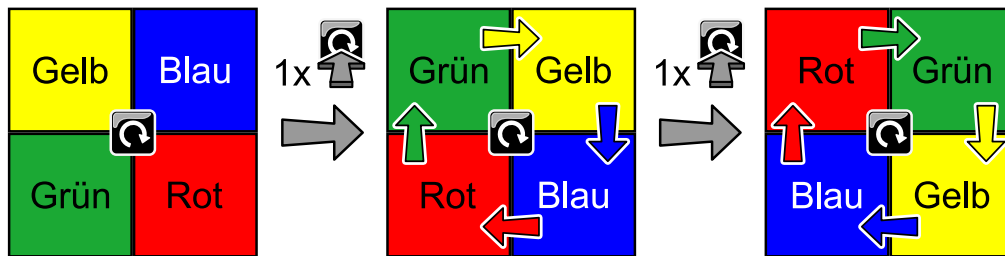 Gelb Blau
Grün Rot
1x
Grün Gelb
Rot Blau
1x
Rot Grün
Blau Gelb